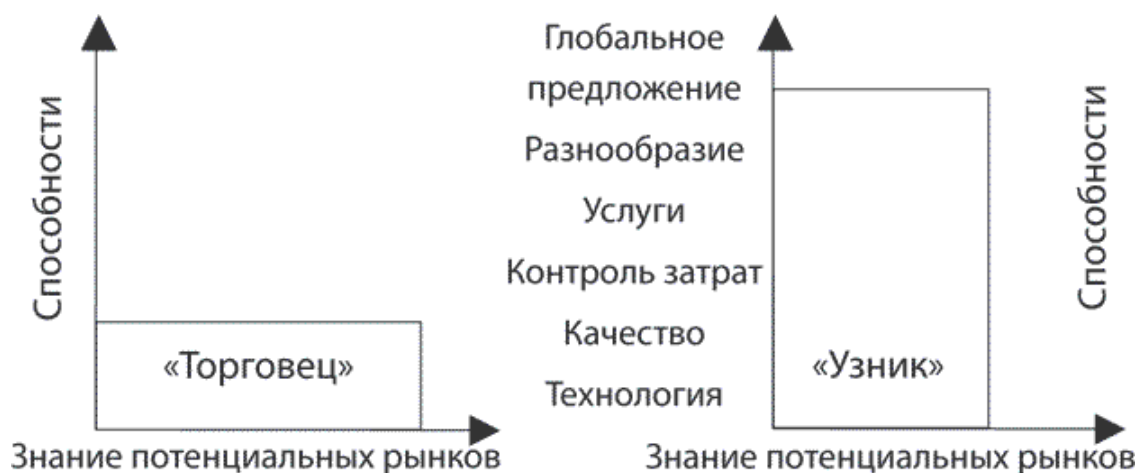 Способности
«Торговец»
Знание потенциальных рынков
Глобальное
предложение
Разнообразие
Услуги
Контроль затрат
Качество
Технология
«Узник»
Способности
Знание потенциальных рынков